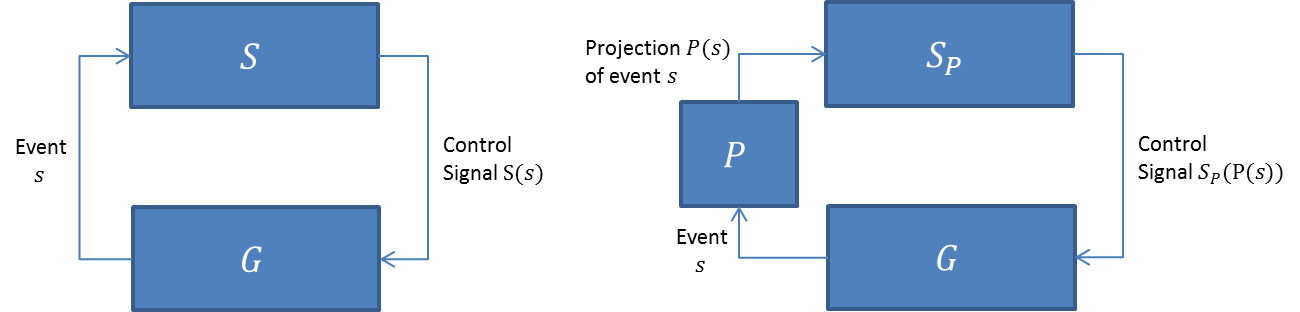 S
Event
s
Control
Signal S(s)
G
Projection P(s)
of event s
S_P
P
Control
Signal S_P(P(s))
Event
s
G